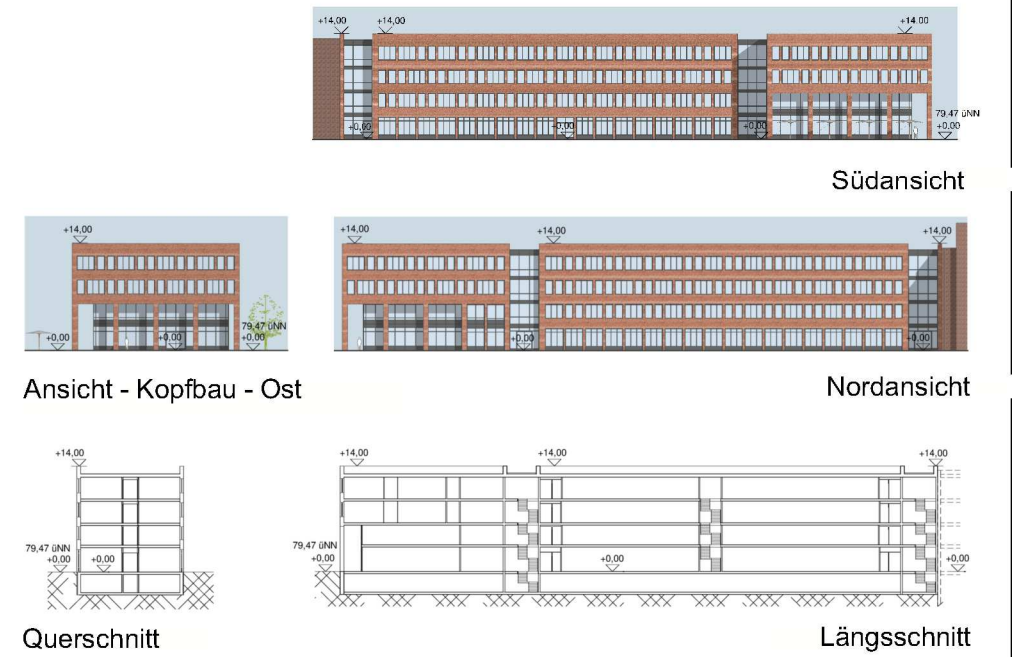 +14,00 +14,00 +14.00
79.47 üNN
+0,00 +0,00 +0,00 +0,00
Südansicht
+14,00
79,47 üNN
+0,00 +0,00 +0,00
Ansicht - Kopfbau - Ost
+14,00 +14,00
+0,00 +0,00
Nordansicht
+14,00
79,47 üNN
+0,00 +0,00
Querschnitt
+14,00 +14,00 +14,00
79,47 üNN
+0,00 +0,00 +0,00
Längsschnitt